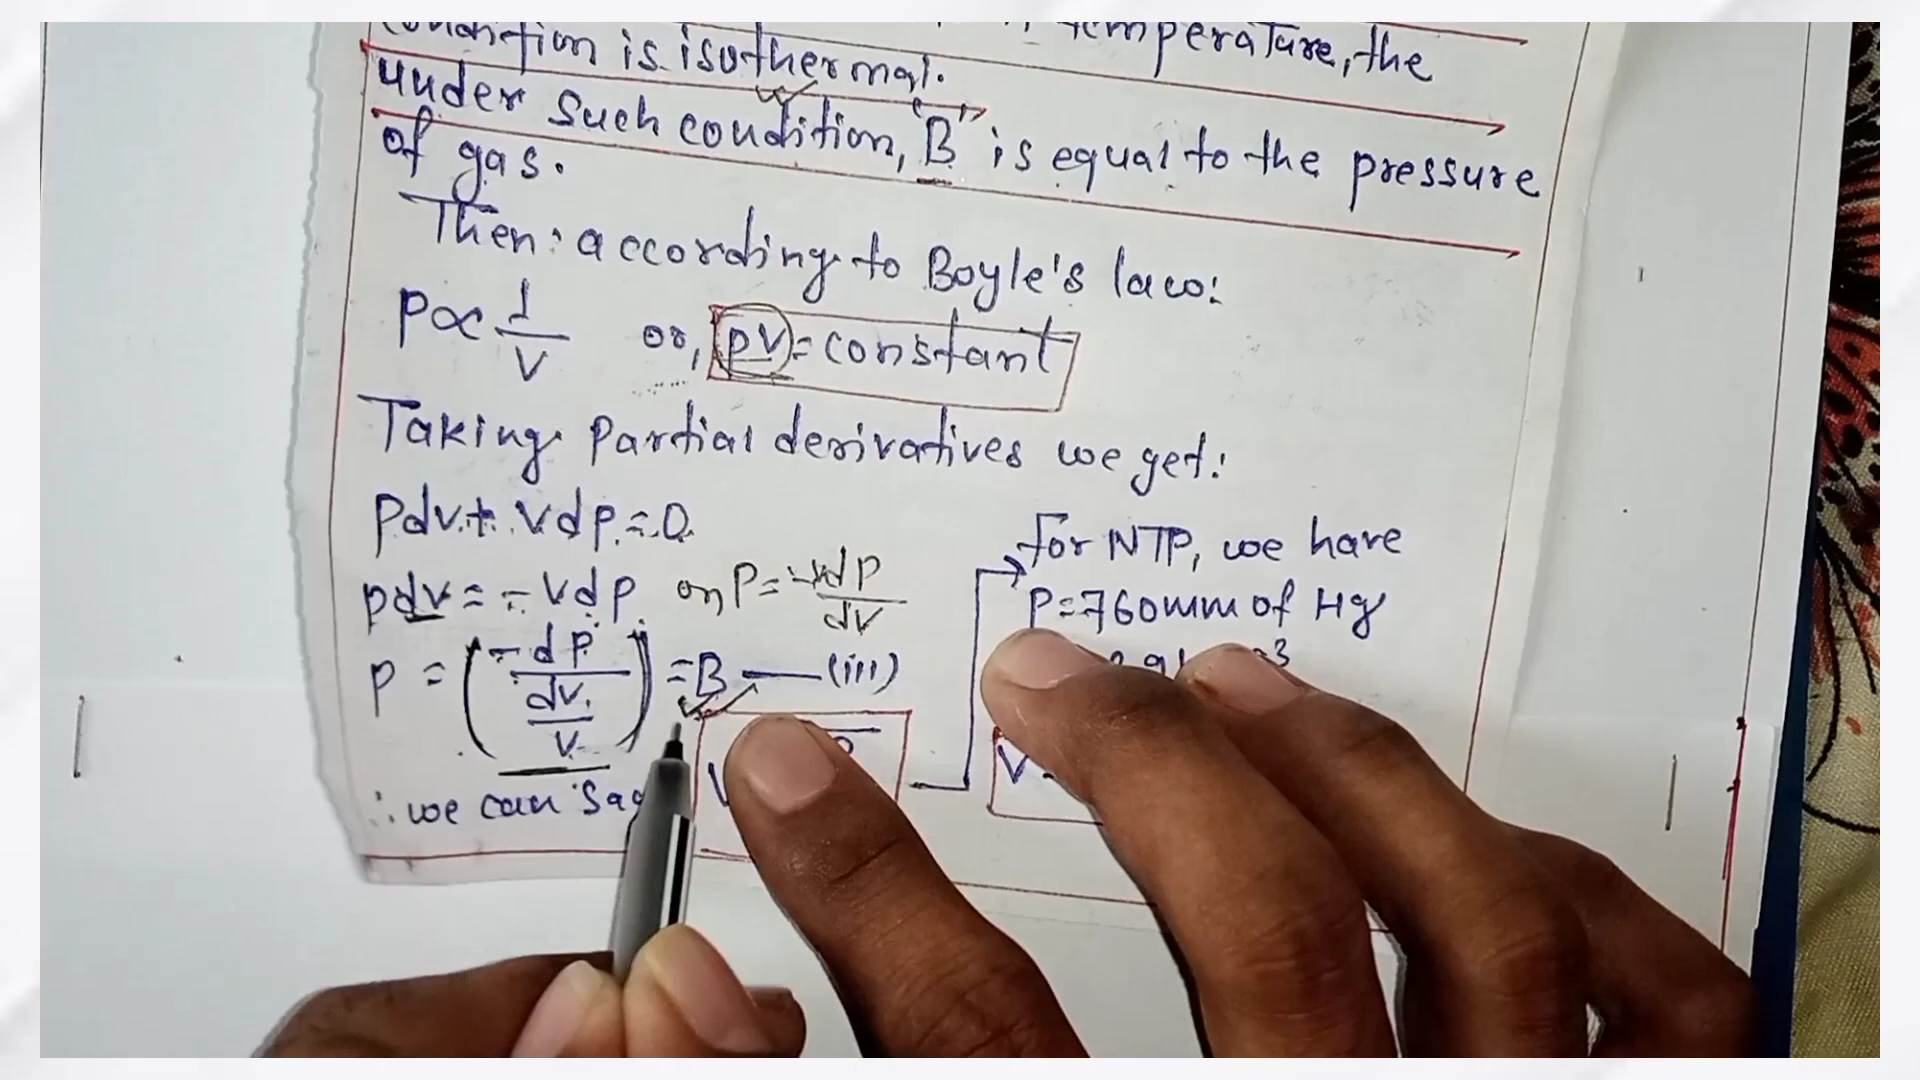 condition is isothermal. temperature, the
under such condition, "B" is equal to the pressure
of gas.
Then: according to Boyle's law:
P∝ 1/V or, PV = constant
Taking Partial derivatives we get:
Pdv + Vdp = 0
pdv = - Vdp or P = -Vdp/dv
P = (-dP/(dv/V)) = B — (iii)
∴ we can say
V
for NTP, we have
P = 760mm of Hg
V